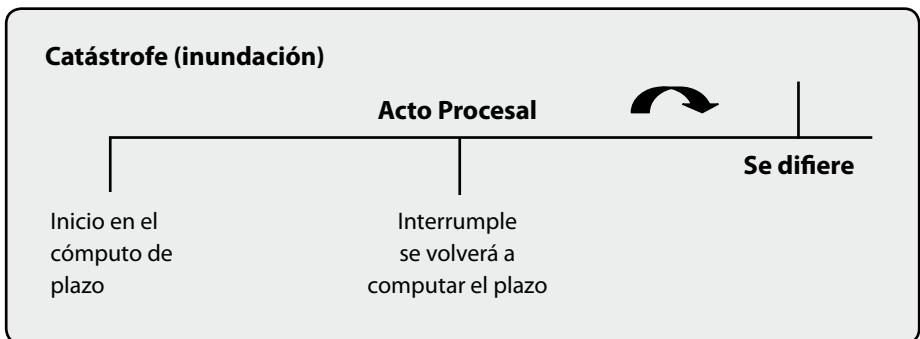 Catástrofe (inundación)
Acto Procesal
Se difiere
Inicio en el
cómputo de
plazo
Interrumple
se volverá a
computar el plazo